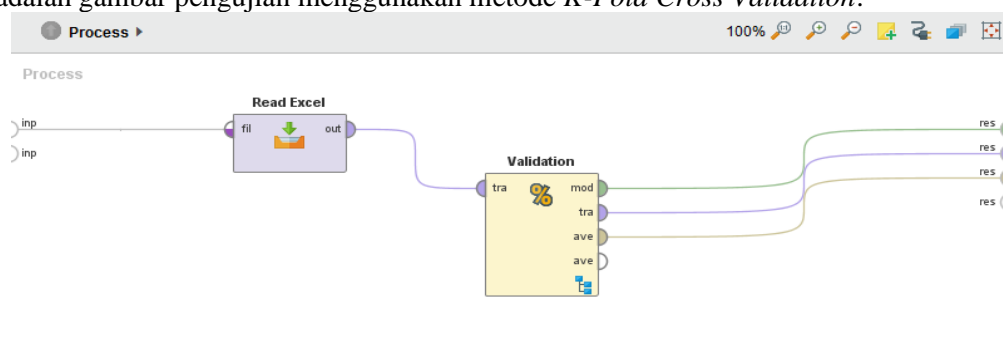 adalah gambar pengujian menggunakan metode K-Fold Cross Validation.
Process
100%
Process
Read Excel
inp
fil
out
inp
Validation
tra
mod
tra
ave
ave
res
res
res
res